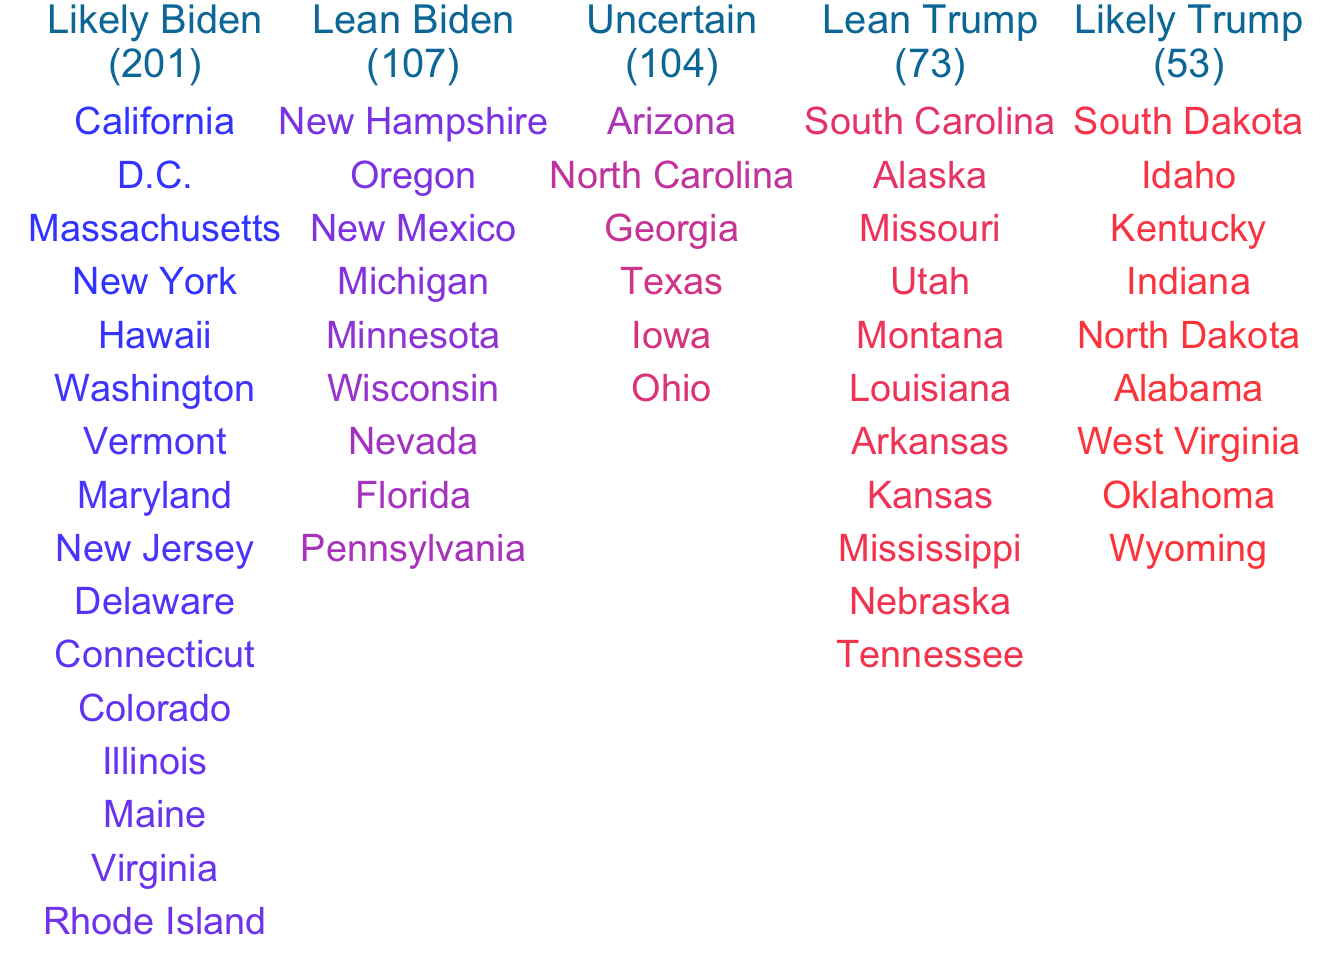 Likely Biden Lean Biden Uncertain Lean Trump Likely Trump
(201) (107) (104) (73) (53)
California New Hampshire Arizona South Carolina South Dakota
D.C. Oregon North Carolina Alaska Idaho
Massachusetts New Mexico Georgia Missouri Kentucky
New York Michigan Texas Utah Indiana
Hawaii Minnesota Iowa Montana North Dakota
Washington Wisconsin Ohio Louisiana Alabama
Vermont Nevada Arkansas West Virginia
Maryland Florida Kansas Oklahoma
New Jersey Pennsylvania Mississippi Wyoming
Delaware Nebraska
Connecticut Tennessee
Colorado
Illinois
Maine
Virginia
Rhode Island